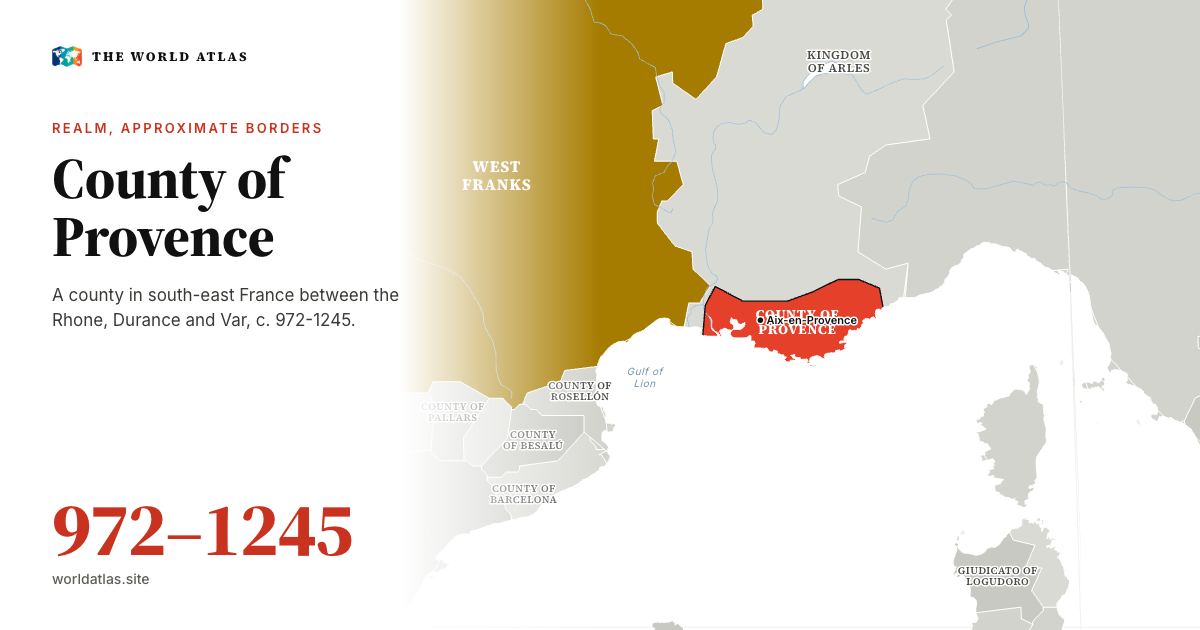 THE WORLD ATLAS
REALM, APPROXIMATE BORDERS
County of
Provence
A county in south-east France between the
Rhone, Durance and Var, c. 972-1245.
972–1245
worldatlas.site
KINGDOM
OF ARLES
WEST
FRANKS
COUNTY OF
PROVENCE
Aix-en-Provence
Gulf of
Lion
COUNTY OF
ROSELLÓN
COUNTY OF
PALLARS
COUNTY
OF BESALÚ
COUNTY OF
BARCELONA
GIUDICATO OF
LOGUDORO